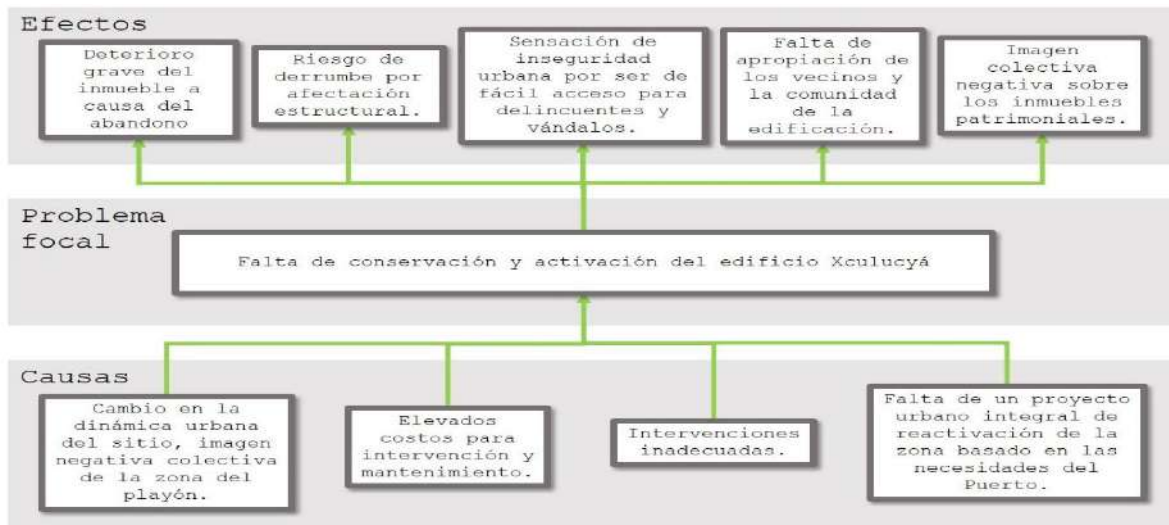 Efectos
Deterioro
grave del
inmueble a
causa del
abandono
Riesgo de
derrumbe por
afectación
estructural.
Sensación de
inseguridad
urbana por ser de
fácil acceso para
delincuentes y
vándalos.
Falta de
apropiación de
los vecinos y
la comunidad
de la
edificación.
Imagen
colectiva
negativa sobre
los inmuebles
patrimoniales.
Problema
focal
Falta de conservación y activación del edificio Xculucyá
Causas
Cambio en la
dinámica urbana
del sitio, imagen
negativa colectiva
de la zona del
playón.
Elevados
costos para
intervención y
mantenimiento.
Intervenciones
inadecuadas.
Falta de un proyecto
urbano integral de
reactivación de la
zona basado en las
necesidades del
Puerto.